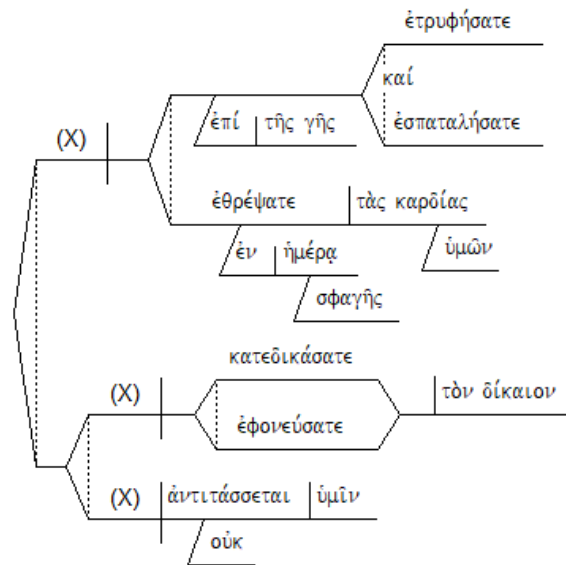 ἐτρυφήσατε
καί
(X)
ἐπί τῆς γῆς
ἐσπαταλήσατε
ἐθρέψατε τὰς καρδίας
ἐν ἡμέρᾳ
ὑμῶν
σφαγῆς
κατεδικάσατε
(X)
τὸν δίκαιον
ἐφονεύσατε
(X)
ἀντιτάσσεται ὑμῖν
οὐκ